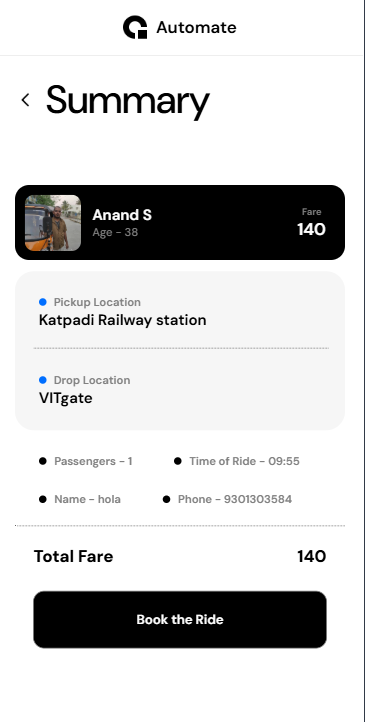 Automate
Summary
Anand S
Age - 38
Fare
140
Pickup Location
Katpadi Railway station
Drop Location
VITgate
Passengers - 1
Time of Ride - 09:55
Name - hola
Phone - 9301303584
Total Fare
140
Book the Ride